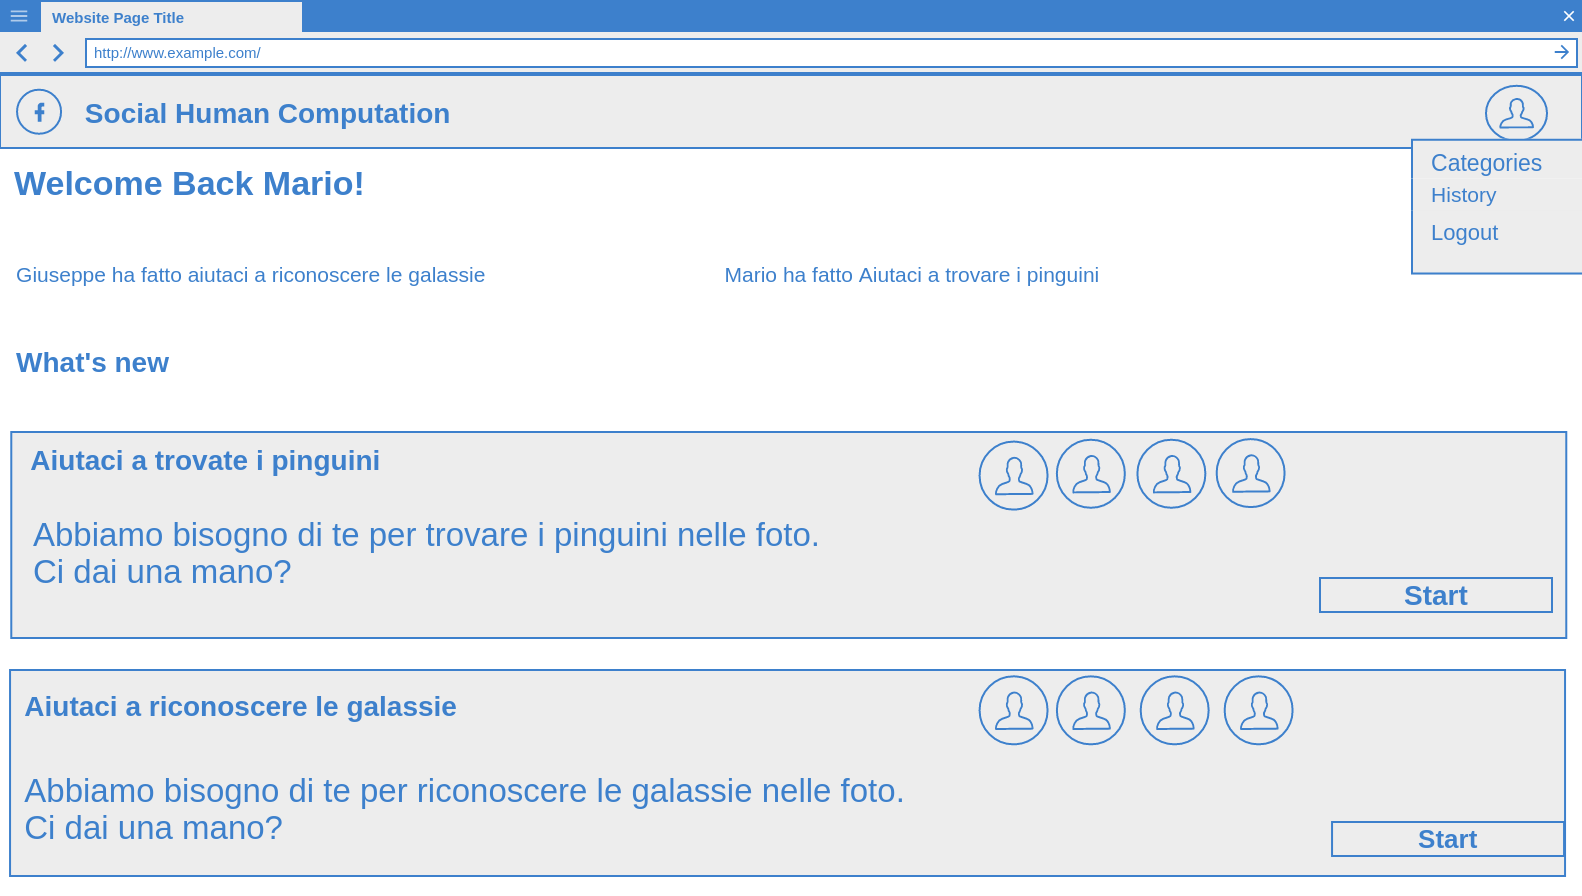 Website Page Title
http://www.example.com/
Social Human Computation
Categories
History
Logout
Welcome Back Mario!
Giuseppe ha fatto aiutaci a riconoscere le galassie
Mario ha fatto Aiutaci a trovare i pinguini
What's new
Aiutaci a trovate i pinguini
Abbiamo bisogno di te per trovare i pinguini nelle foto.
Ci dai una mano?
Start
Aiutaci a riconoscere le galassie
Abbiamo bisogno di te per riconoscere le galassie nelle foto.
Ci dai una mano?
Start